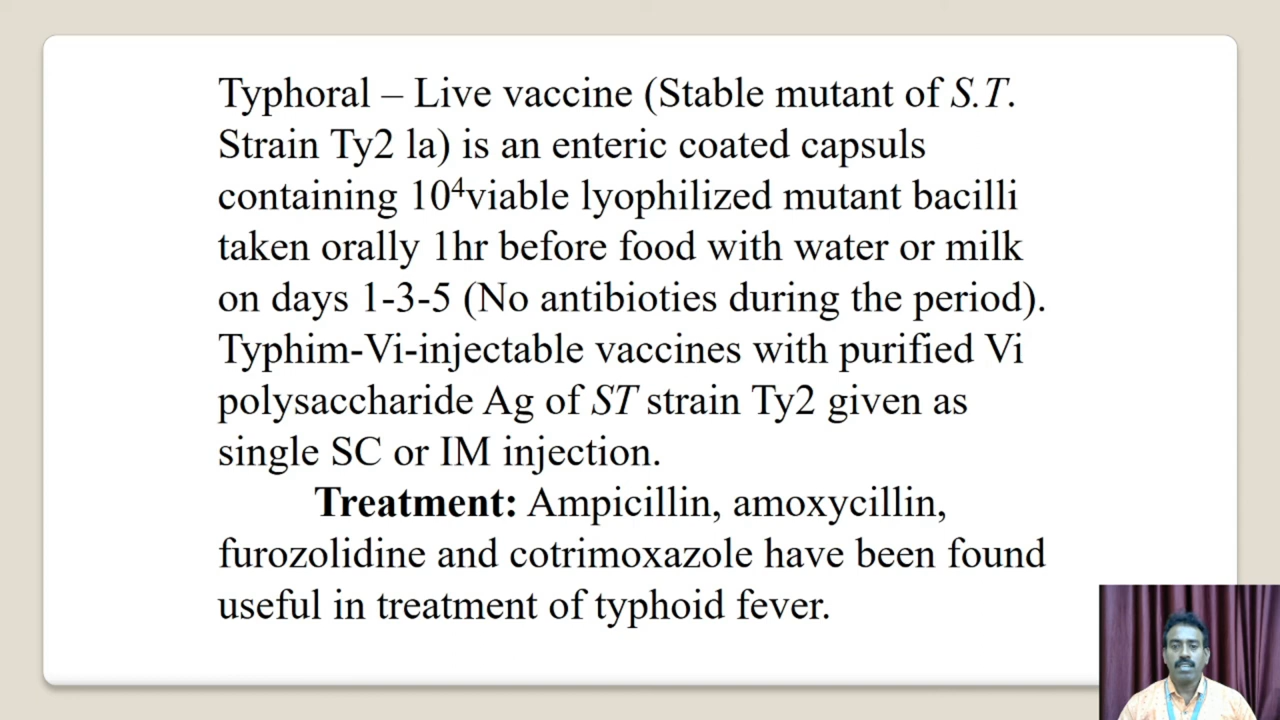 Typhoral – Live vaccine (Stable mutant of S.T.
Strain Ty2 la) is an enteric coated capsuls
containing 10⁴viable lyophilized mutant bacilli
taken orally 1hr before food with water or milk
on days 1-3-5 (No antibioties during the period).
Typhim-Vi-injectable vaccines with purified Vi
polysaccharide Ag of ST strain Ty2 given as
single SC or IM injection.
Treatment: Ampicillin, amoxycillin,
furozolidine and cotrimoxazole have been found
useful in treatment of typhoid fever.